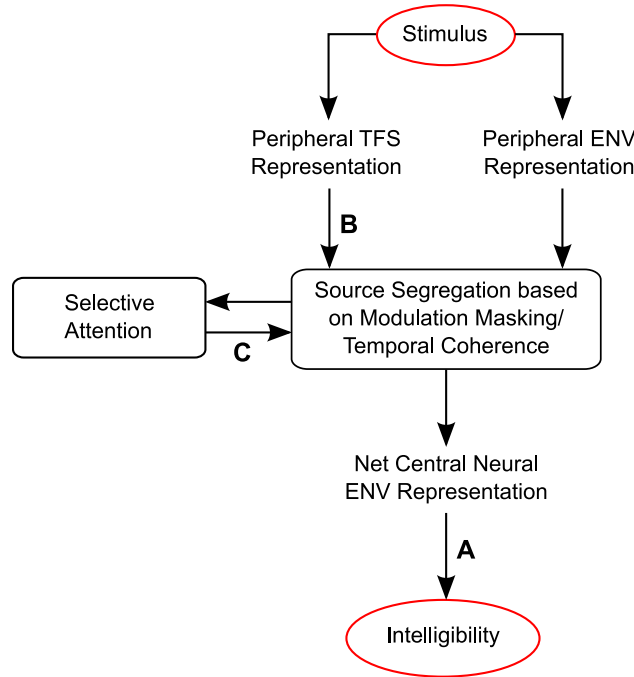 Stimulus
Peripheral TFS
Representation
Peripheral ENV
Representation
B
Selective
Attention
C
Source Segregation based
on Modulation Masking/
Temporal Coherence
Net Central Neural
ENV Representation
A
Intelligibility